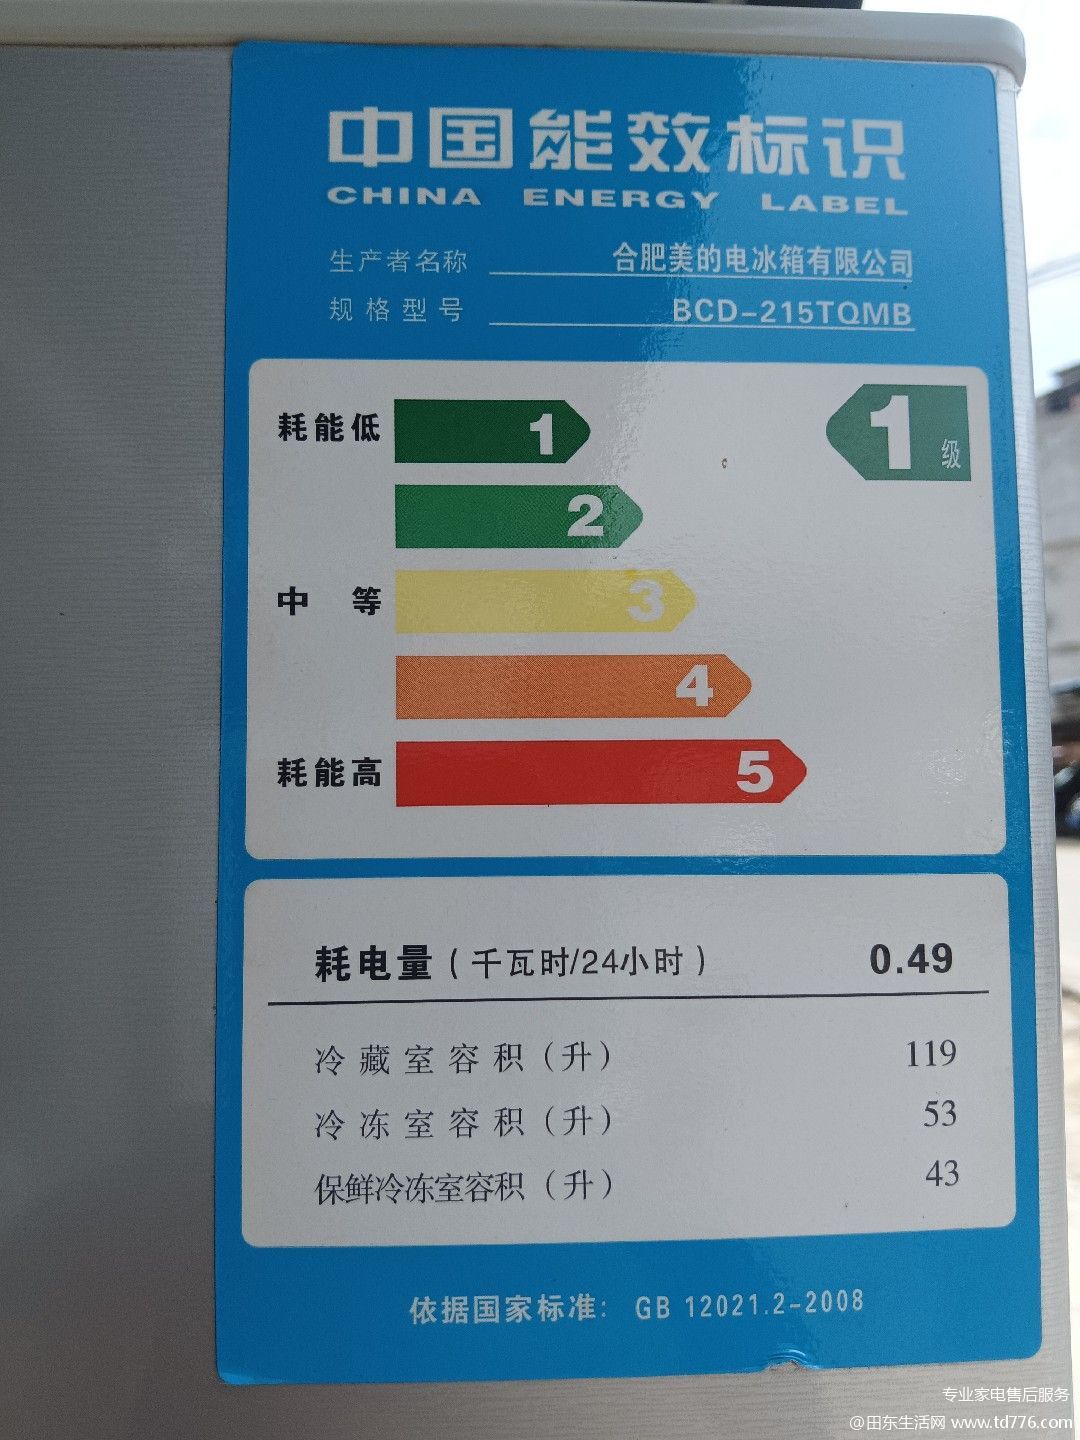 中国能效标识
CHINA ENERGY LABEL
生产者名称 合肥美的电冰箱有限公司
规格型号 BCD-215TQMB
耗能低 1 1级
2
中等 3
4
耗能高 5
耗电量（千瓦时/24小时） 0.49
冷藏室容积（升） 119
冷冻室容积（升） 53
保鲜冷冻室容积（升） 43
依据国家标准: GB 12021.2-2008
专业家电售后服务
@田东生活网 www.td776.com